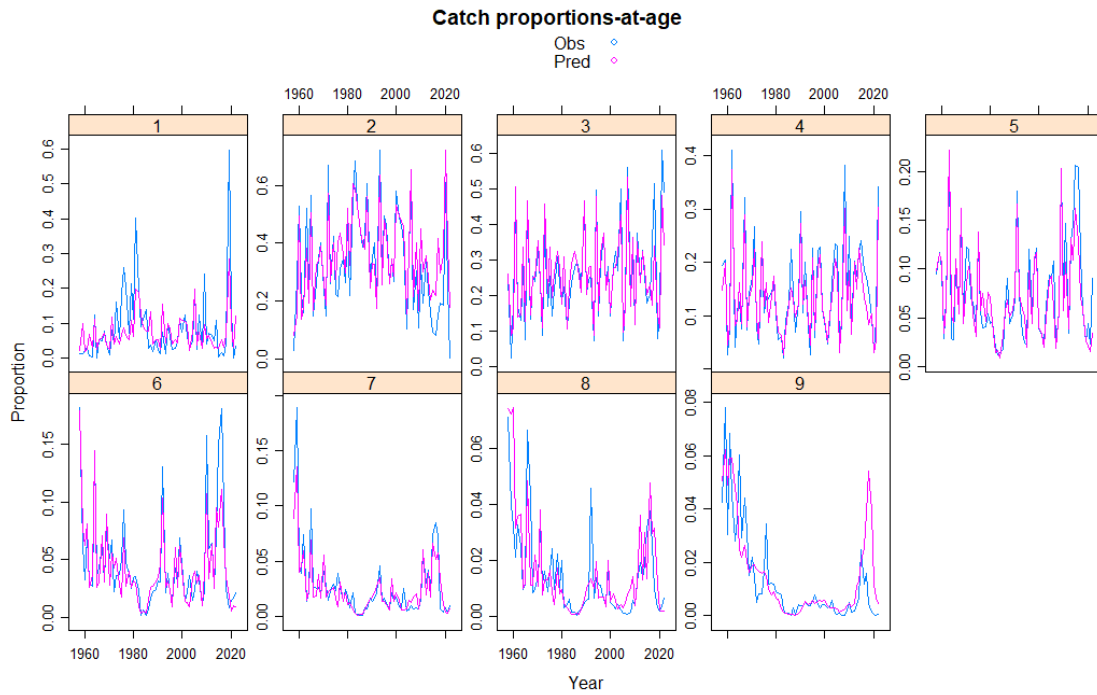 Catch proportions-at-age
Obs
Pred
1960 1980 2000 2020
1 2 3 4 5
0.0 0.1 0.2 0.3 0.4 0.5 0.6
0.0 0.2 0.4 0.6
0.0 0.1 0.2 0.3 0.4 0.5 0.6
0.1 0.2 0.3 0.4
0.00 0.05 0.10 0.15 0.20
6 7 8 9
0.00 0.05 0.10 0.15
0.00 0.05 0.10 0.15
0.00 0.02 0.04 0.06
0.00 0.02 0.04 0.06 0.08
Proportion
1960 1980 2000 2020
1960 1980 2000 2020
Year